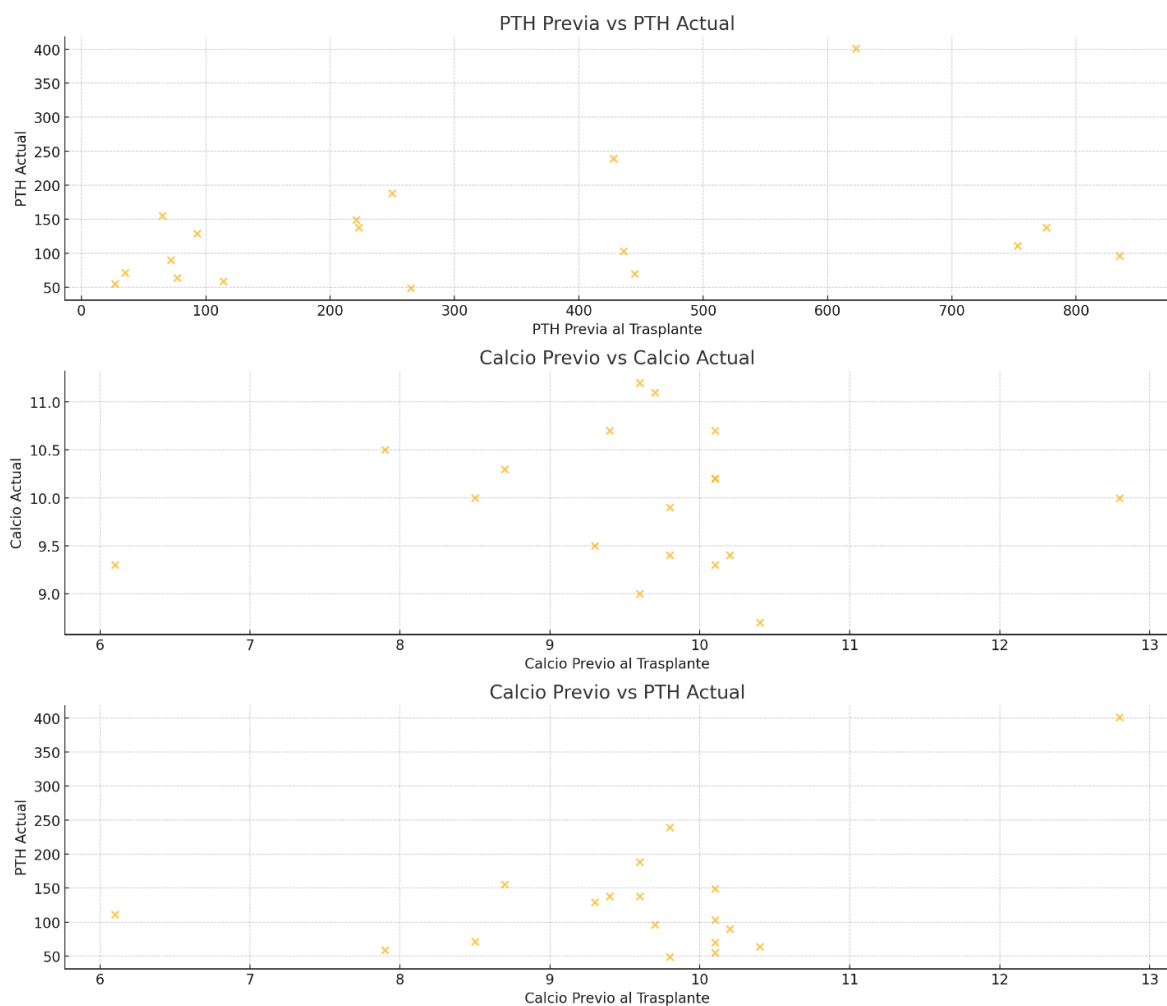 PTH Previa vs PTH Actual
400
350
300
250
200
150
100
50
PTH Actual
0 100 200 300 400 500 600 700 800
PTH Previa al Trasplante
Calcio Previo vs Calcio Actual
11.0
10.5
10.0
9.5
9.0
Calcio Actual
6 7 8 9 10 11 12 13
Calcio Previo al Trasplante
Calcio Previo vs PTH Actual
400
350
300
250
200
150
100
50
PTH Actual
6 7 8 9 10 11 12 13
Calcio Previo al Trasplante